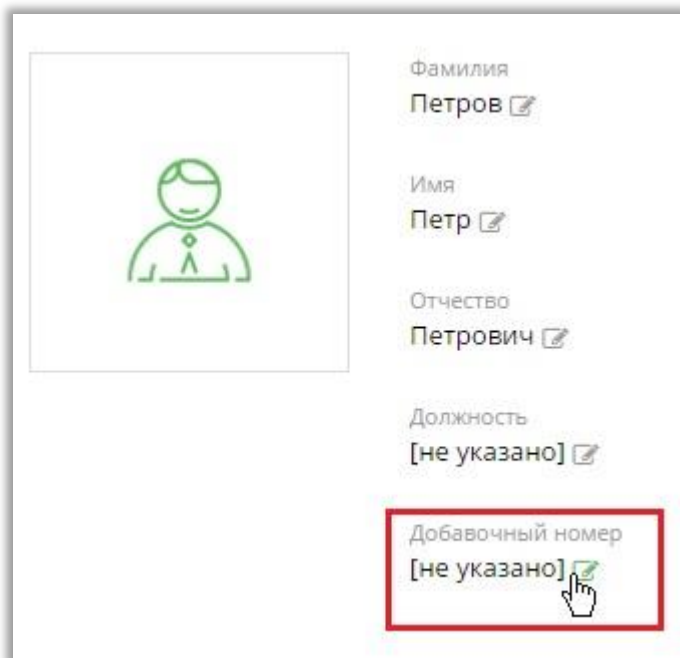 Фамилия
Петров
Имя
Петр
Отчество
Петрович
Должность
[не указано]
Добавочный номер
[не указано]